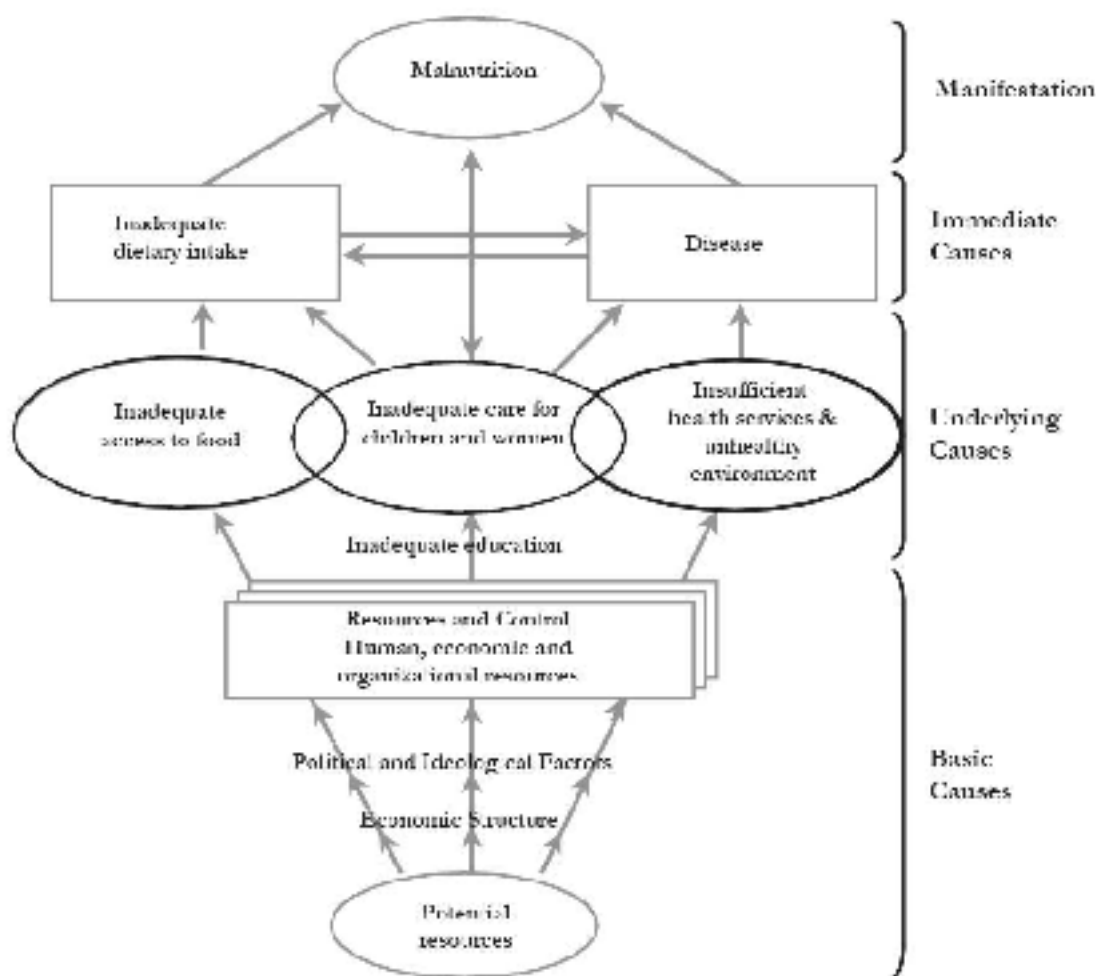 Malnutrition
Manifestation
Inadequate
dietary intake
Disease
Immediate
Causes
Inadequate
access to food
Inadequate care for
children and women
Insufficient
health services &
unhealthy
environment
Underlying
Causes
Inadequate education
Resources and Control
Human, economic and
organizational resources
Political and Ideological Factors
Economic Structure
Basic
Causes
Potential
resources